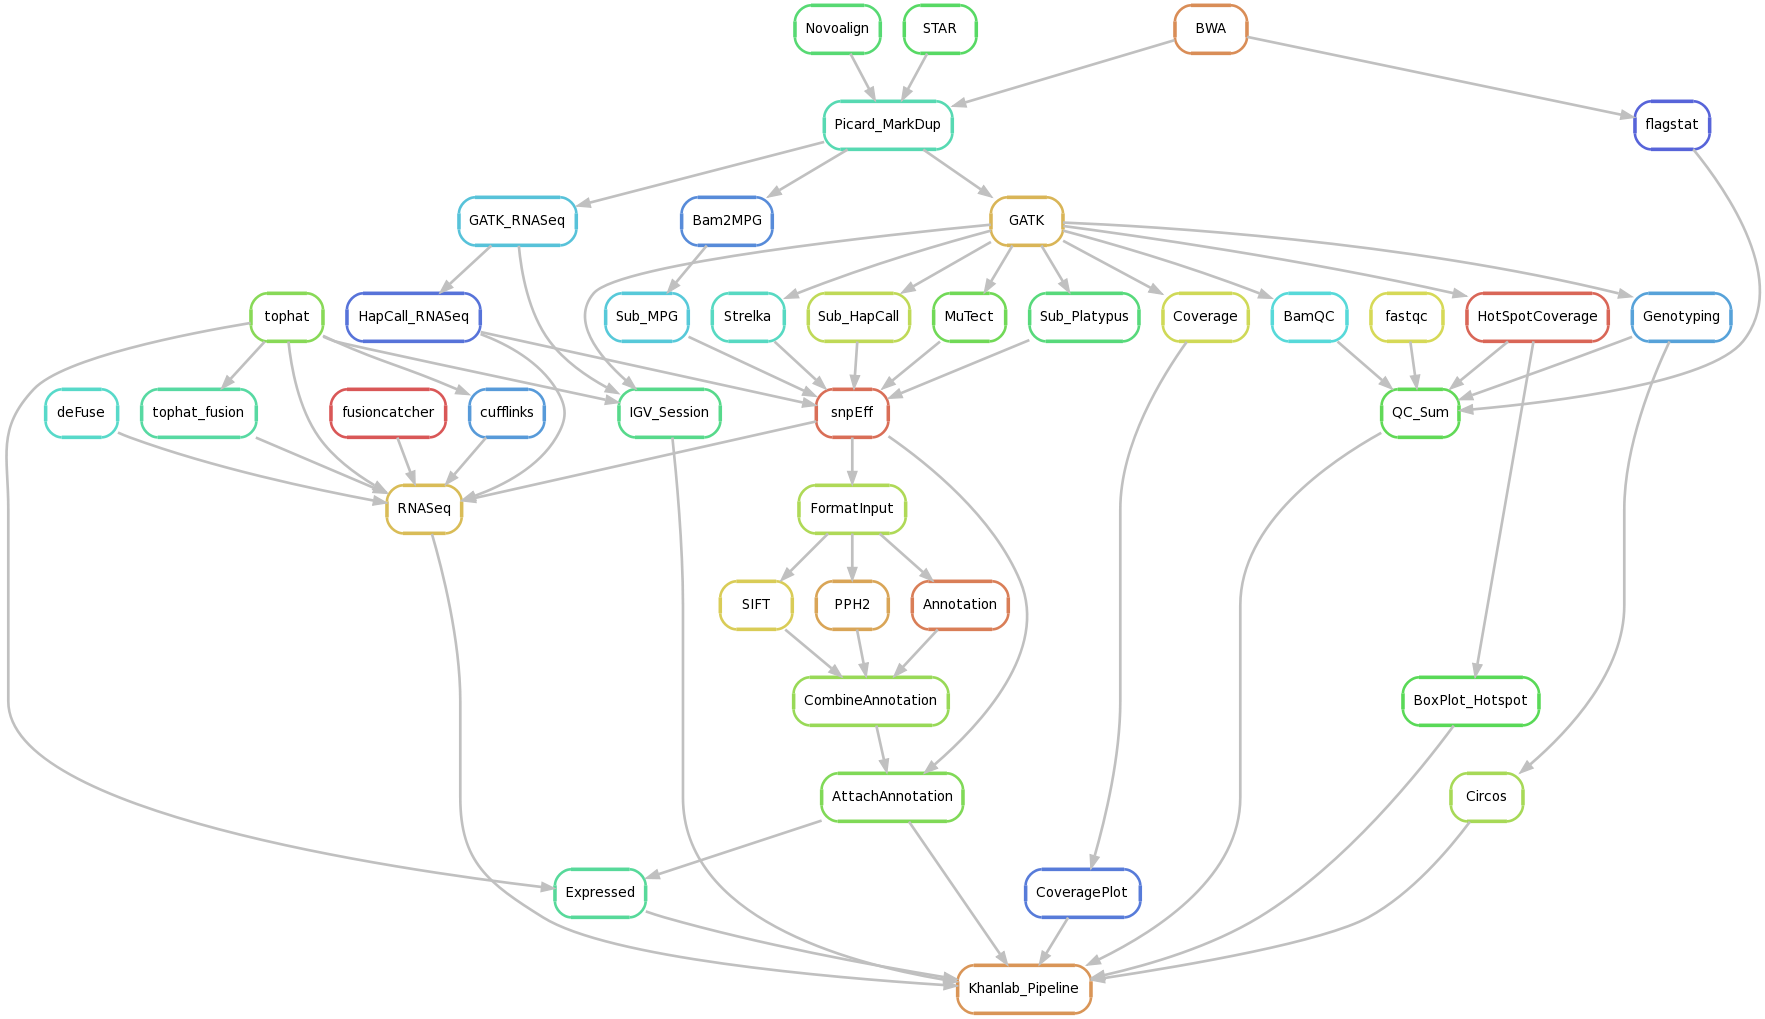 Novoalign
STAR
BWA
Picard_MarkDup
flagstat
GATK_RNASeq
Bam2MPG
GATK
tophat
HapCall_RNASeq
Sub_MPG
Strelka
Sub_HapCall
MuTect
Sub_Platypus
Coverage
BamQC
fastqc
HotSpotCoverage
Genotyping
deFuse
tophat_fusion
fusioncatcher
cufflinks
IGV_Session
snpEff
QC_Sum
RNASeq
FormatInput
SIFT
PPH2
Annotation
CombineAnnotation
BoxPlot_Hotspot
AttachAnnotation
Circos
Expressed
CoveragePlot
Khanlab_Pipeline